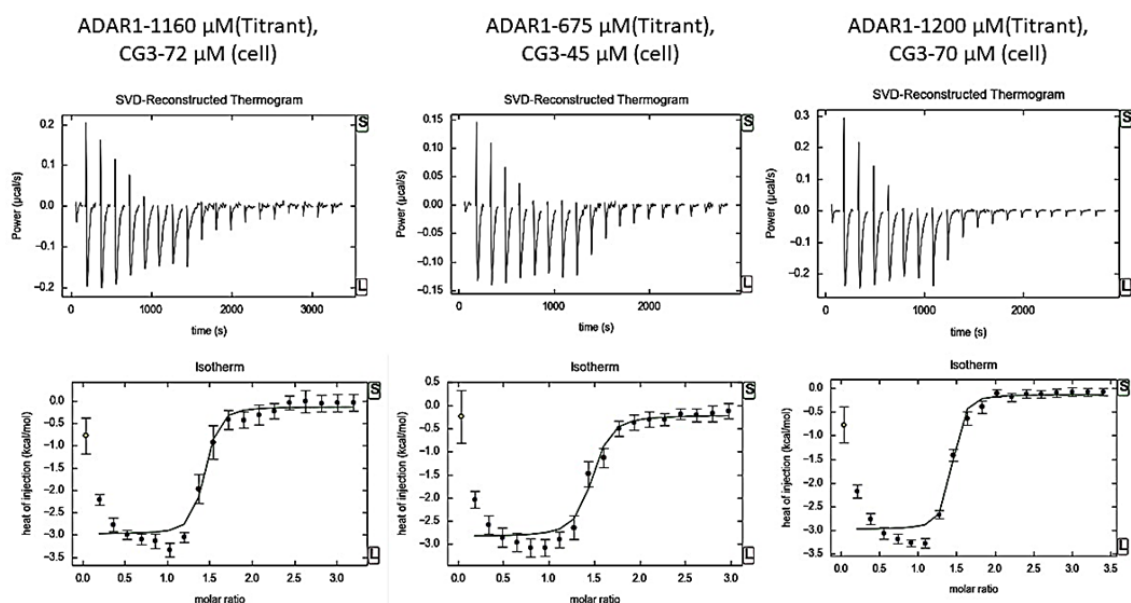 ADAR1-1160 μM(Titrant),
CG3-72 μM (cell)
SVD-Reconstructed Thermogram
S
0.2
0.1
0.0
−0.1
−0.2
Power (μcal/s)
L
0 1000 2000 3000
time (s)
Isotherm
S
0.0
−0.5
−1.0
−1.5
−2.0
−2.5
−3.0
−3.5
heat of injection (kcal/mol)
L
0.0 0.5 1.0 1.5 2.0 2.5 3.0
molar ratio
ADAR1-675 μM(Titrant),
CG3-45 μM (cell)
SVD-Reconstructed Thermogram
S
0.15
0.10
0.05
0.00
−0.05
−0.10
−0.15
Power (μcal/s)
L
0 1000 2000
time (s)
Isotherm
S
0.5
0.0
−0.5
−1.0
−1.5
−2.0
−2.5
−3.0
heat of injection (kcal/mol)
L
0.0 0.5 1.0 1.5 2.0 2.5 3.0
molar ratio
ADAR1-1200 μM(Titrant),
CG3-70 μM (cell)
SVD-Reconstructed Thermogram
S
0.3
0.2
0.1
0.0
−0.1
−0.2
Power (μcal/s)
L
0 1000 2000
time (s)
Isotherm
S
0.0
−0.5
−1.0
−1.5
−2.0
−2.5
−3.0
−3.5
heat of injection (kcal/mol)
L
0.0 0.5 1.0 1.5 2.0 2.5 3.0 3.5
molar ratio